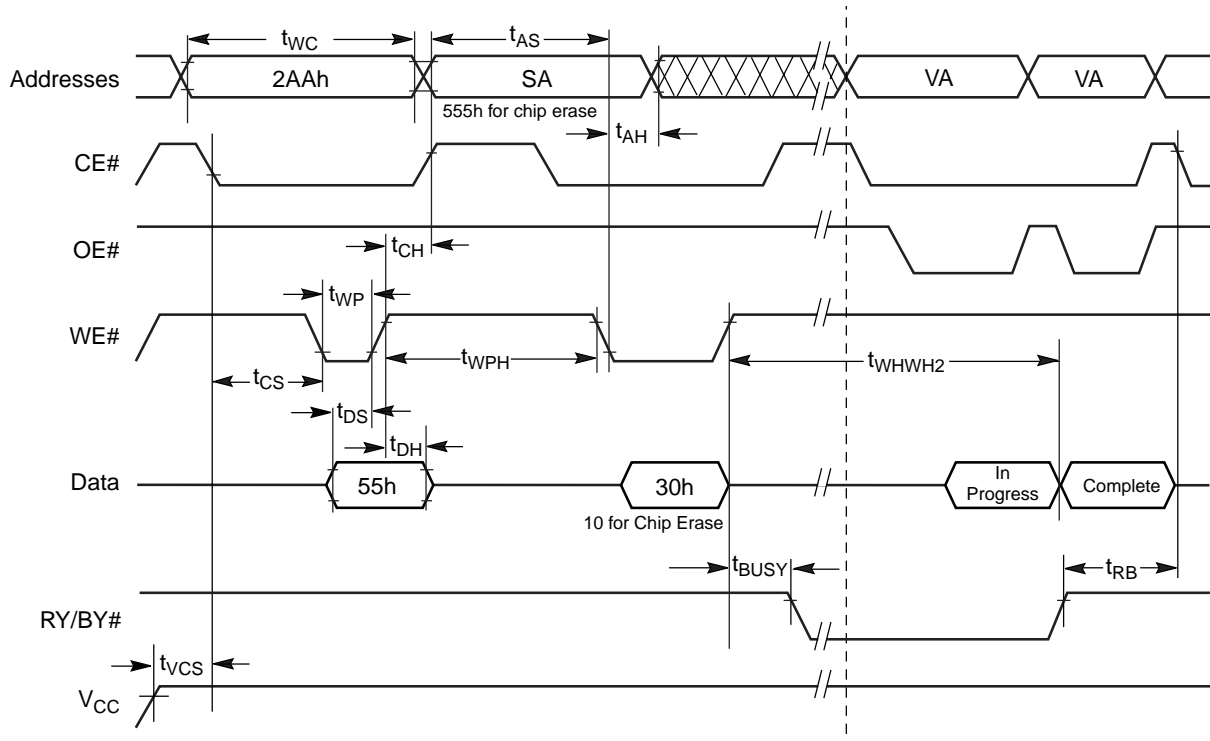 tWC
tAS
Addresses
2AAh
SA
VA
VA
555h for chip erase
tAH
CE#
OE#
tCH
tWP
WE#
tWPH
tWHWH2
tCS
tDS
tDH
Data
55h
30h
In
Progress
Complete
10 for Chip Erase
tBUSY
tRB
RY/BY#
tVCS
VCC